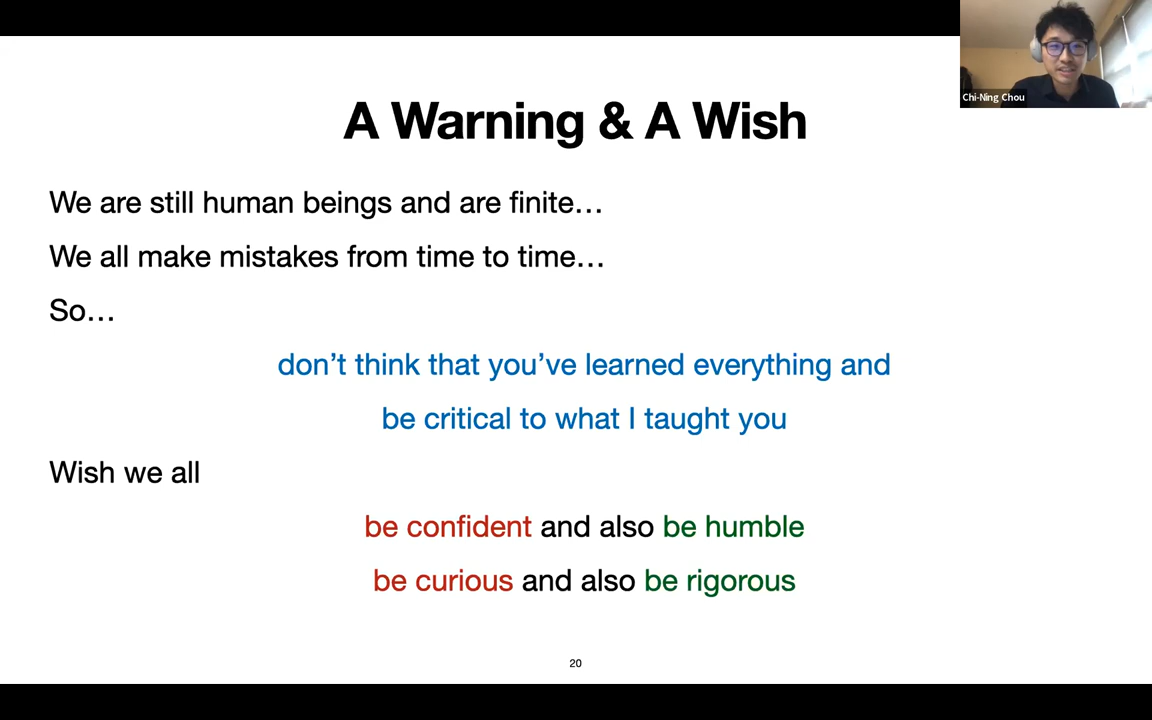 Chi-Ning Chou
A Warning & A Wish
We are still human beings and are finite…
We all make mistakes from time to time…
So…
don’t think that you’ve learned everything and
be critical to what I taught you
Wish we all
be confident and also be humble
be curious and also be rigorous
20